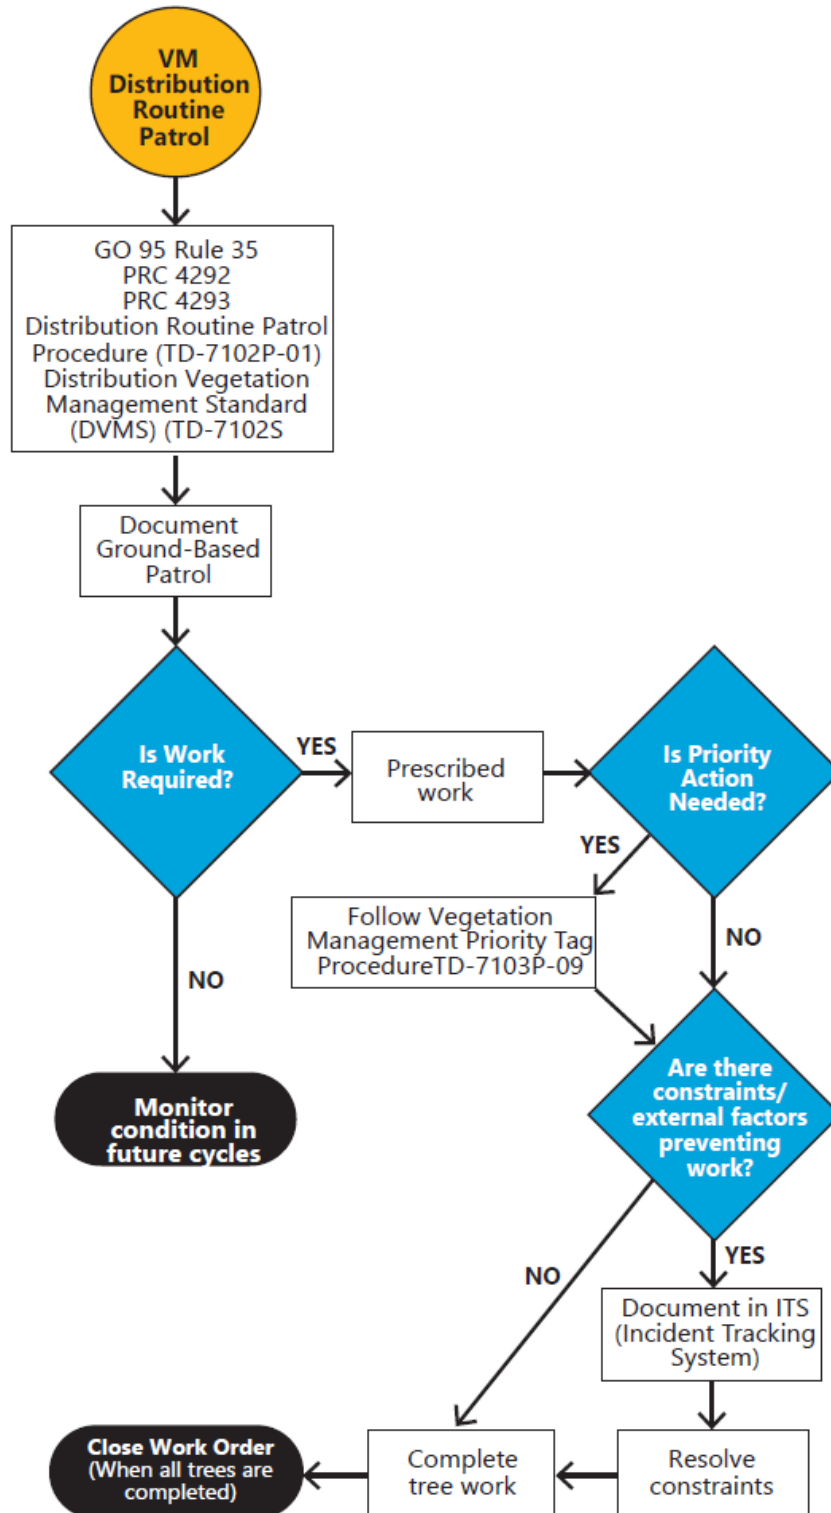 VM
Distribution
Routine
Patrol
GO 95 Rule 35
PRC 4292
PRC 4293
Distribution Routine Patrol
Procedure (TD-7102P-01)
Distribution Vegetation
Management Standard
(DVMS) (TD-7102S
Document
Ground-Based
Patrol
Is Work
Required?
YES
Prescribed
work
Is Priority
Action
Needed?
YES
Follow Vegetation
Management Priority Tag
ProcedureTD-7103P-09
NO
NO
Monitor
condition in
future cycles
Are there
constraints/
external factors
preventing
work?
NO
YES
Document in ITS
(Incident Tracking
System)
Resolve
constraints
Complete
tree work
Close Work Order
(When all trees are
completed)